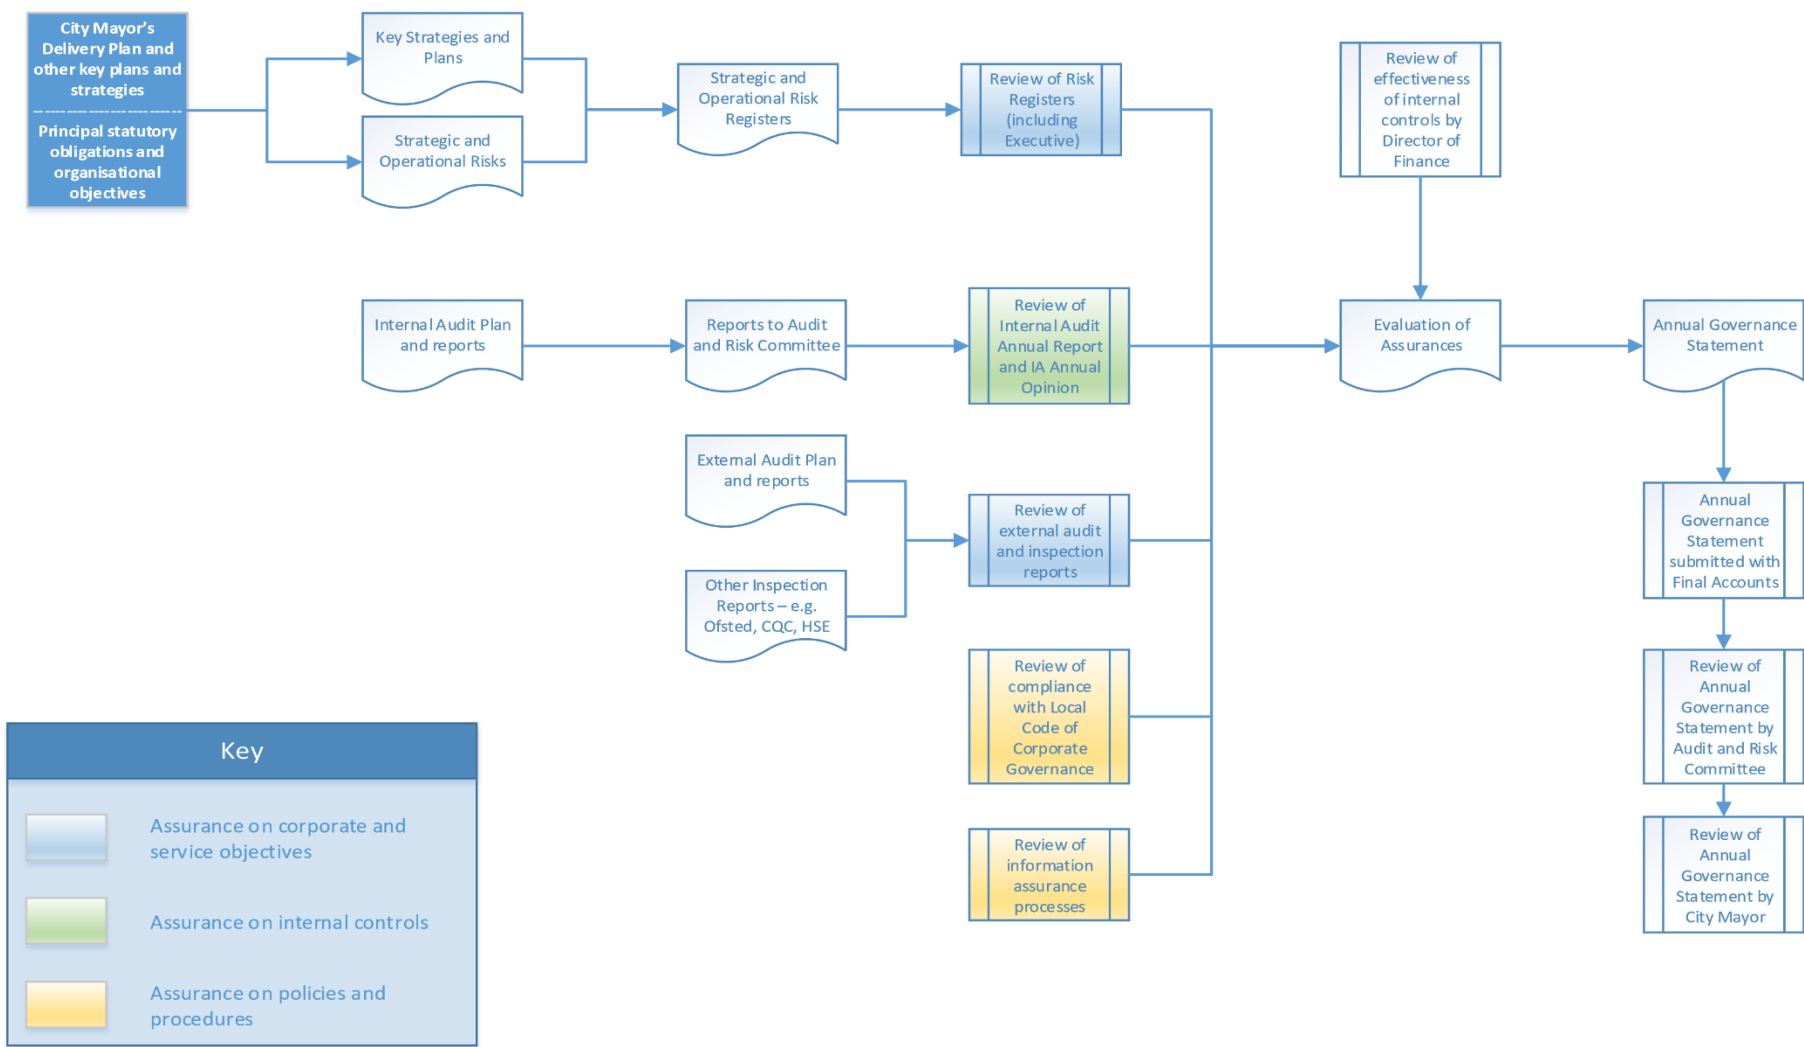 City Mayor's
Delivery Plan and
other key plans and
strategies
Principal statutory
obligations and
organisational
objectives
Key Strategies and
Plans
Strategic and
Operational Risks
Strategic and
Operational Risk
Registers
Review of Risk
Registers
(including
Executive)
Review of
effectiveness
of internal
controls by
Director of
Finance
Internal Audit Plan
and reports
Reports to Audit
and Risk Committee
Review of
Internal Audit
Annual Report
and IA Annual
Opinion
Evaluation of
Assurances
Annual Governance
Statement
External Audit Plan
and reports
Other Inspection
Reports – e.g.
Ofsted, CQC, HSE
Review of
external audit
and inspection
reports
Annual
Governance
Statement
submitted with
Final Accounts
Review of
compliance
with Local
Code of
Corporate
Governance
Review of
Annual
Governance
Statement by
Audit and Risk
Committee
Review of
information
assurance
processes
Review of
Annual
Governance
Statement by
City Mayor
Key
Assurance on corporate and
service objectives
Assurance on internal controls
Assurance on policies and
procedures